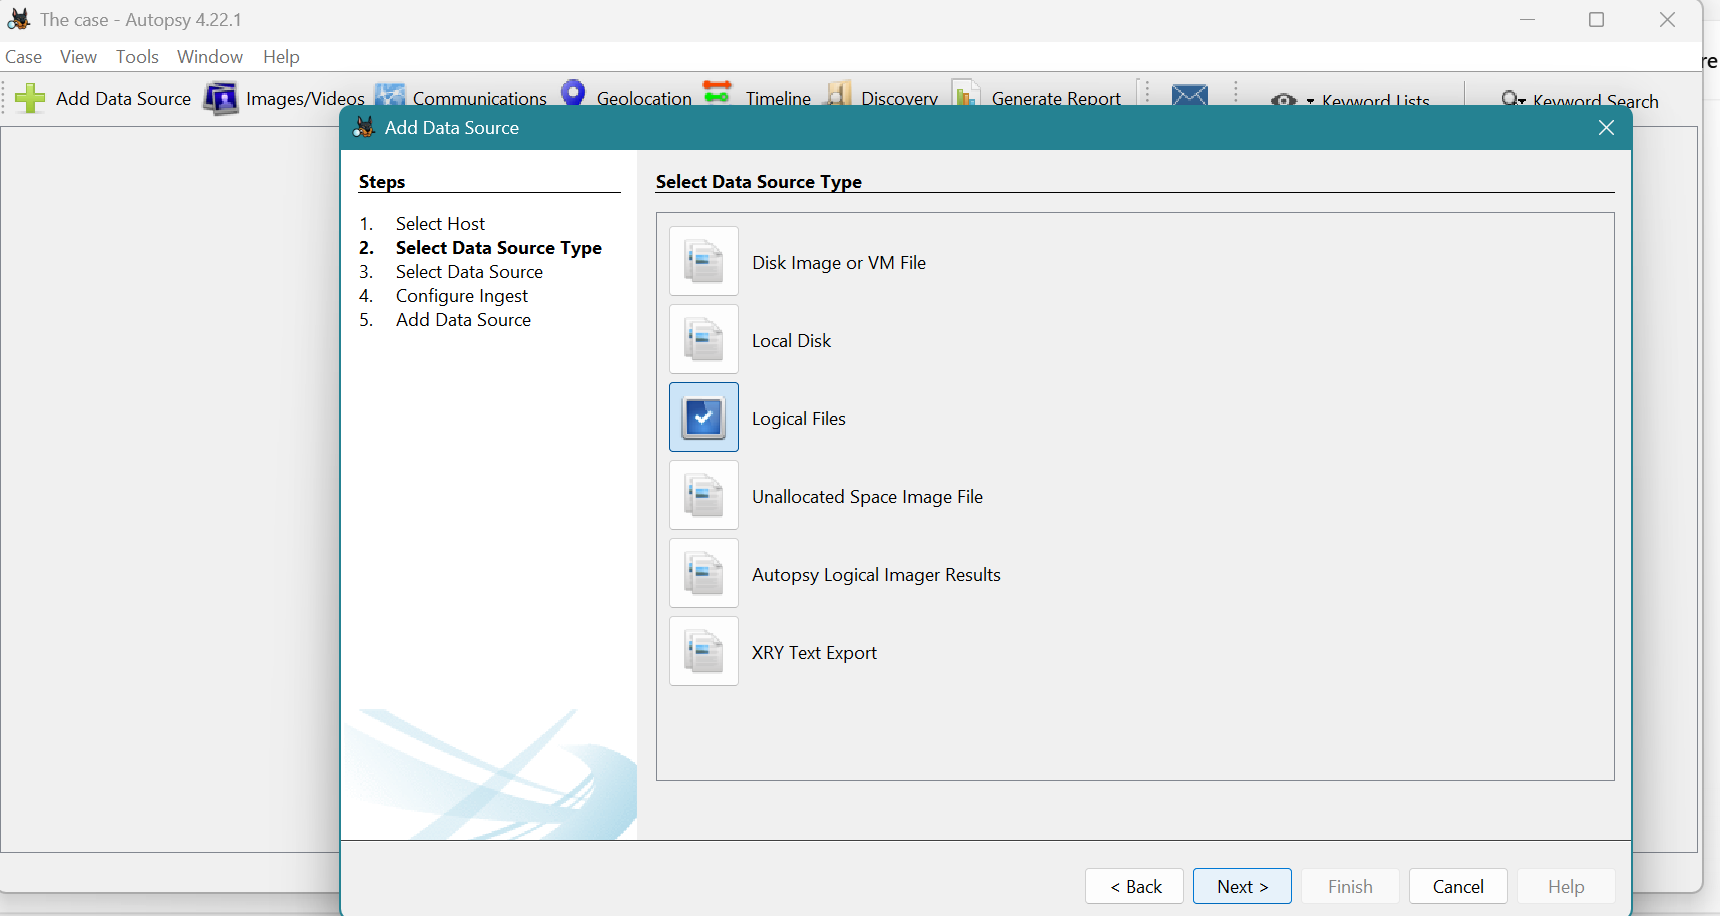 The case - Autopsy 4.22.1
Case View Tools Window Help
re
Add Data Source Images/Videos Communications Geolocation Timeline Discovery Generate Report Keyword Lists Keyword Search
Add Data Source
Steps
1. Select Host
2. Select Data Source Type
3. Select Data Source
4. Configure Ingest
5. Add Data Source
Select Data Source Type
Disk Image or VM File
Local Disk
Logical Files
Unallocated Space Image File
Autopsy Logical Imager Results
XRY Text Export
< Back Next > Finish Cancel Help